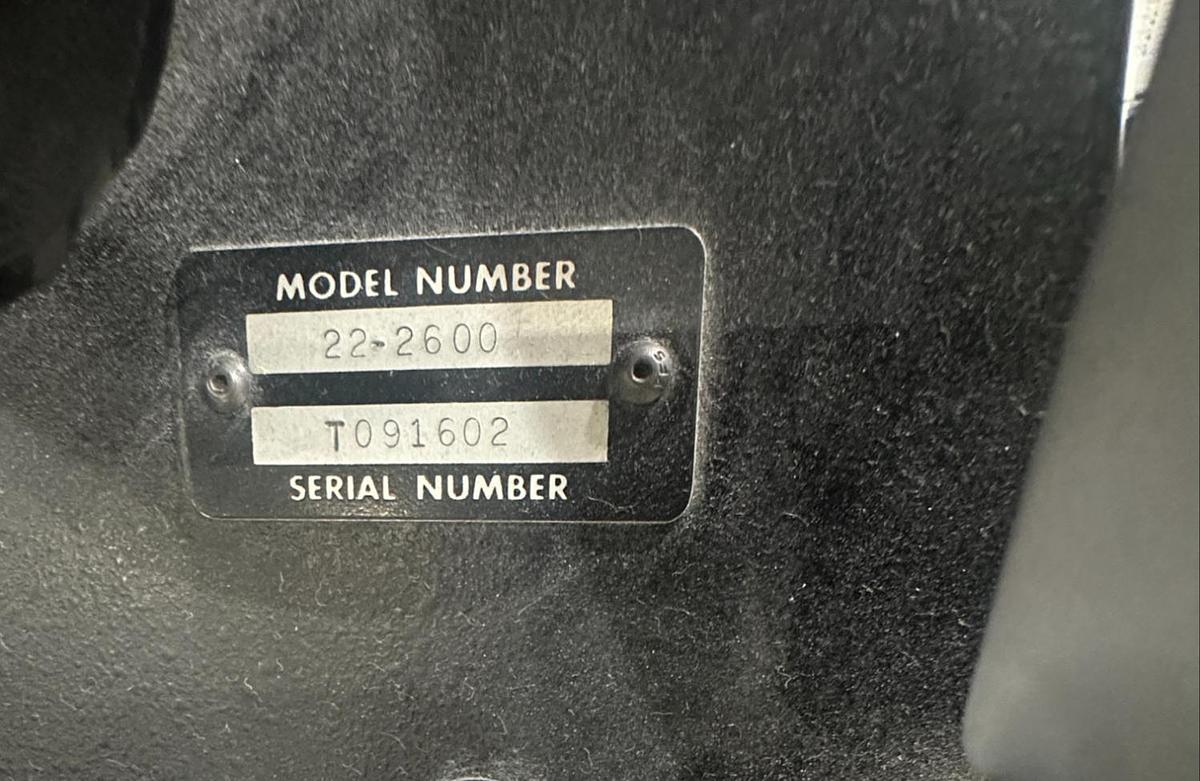 MODEL NUMBER
22-2600
T091602
SERIAL NUMBER